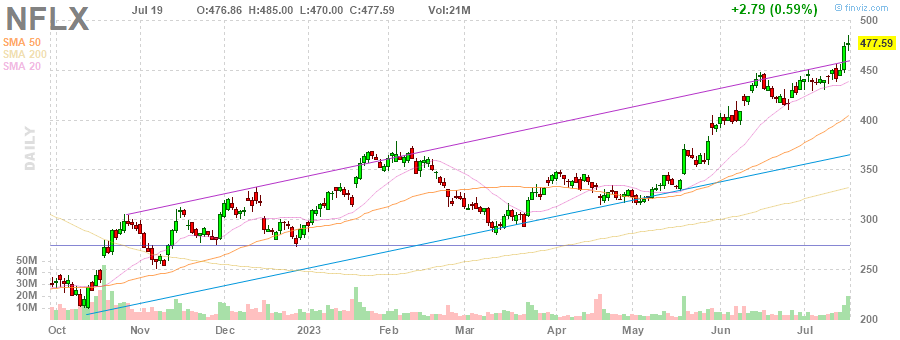 NFLX Jul 19 O:476.86 H:485.00 L:470.00 C:477.59 Vol:21M +2.79 (0.59%) © finviz.com
SMA 50
SMA 200
SMA 20
DAILY
500
477.59
450
400
350
300
250
200
50M
40M
30M
20M
10M
Oct Nov Dec 2023 Feb Mar Apr May Jun Jul